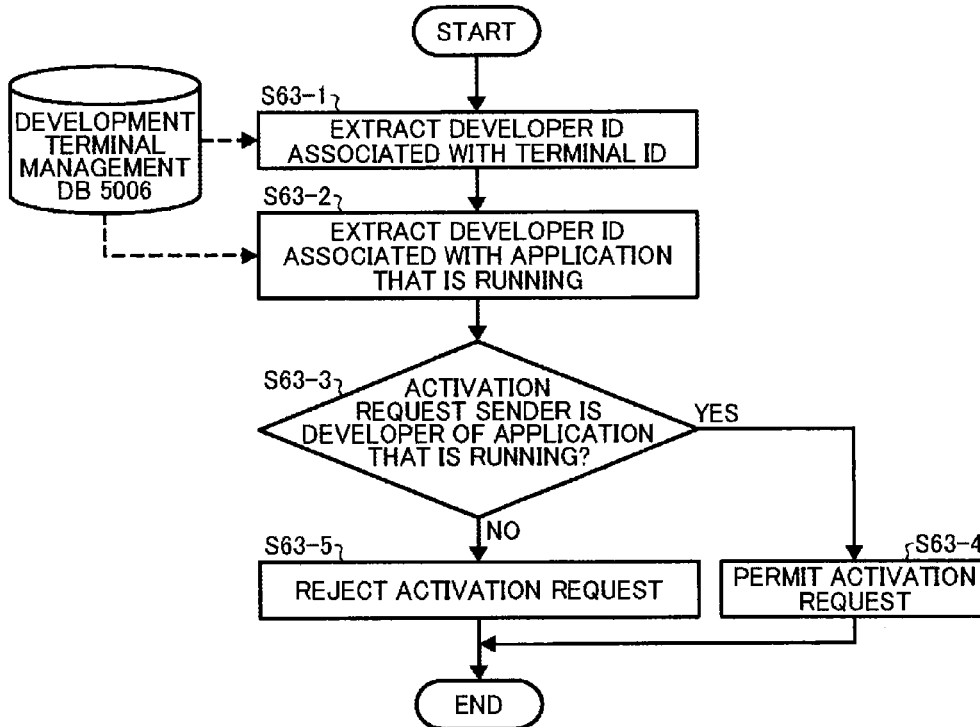 START
DEVELOPMENT
TERMINAL
MANAGEMENT
DB 5006
S63-1
EXTRACT DEVELOPER ID
ASSOCIATED WITH TERMINAL ID
S63-2
EXTRACT DEVELOPER ID
ASSOCIATED WITH APPLICATION
THAT IS RUNNING
S63-3
ACTIVATION
REQUEST SENDER IS
DEVELOPER OF APPLICATION
THAT IS RUNNING?
YES
NO
S63-5
REJECT ACTIVATION REQUEST
S63-4
PERMIT ACTIVATION
REQUEST
END